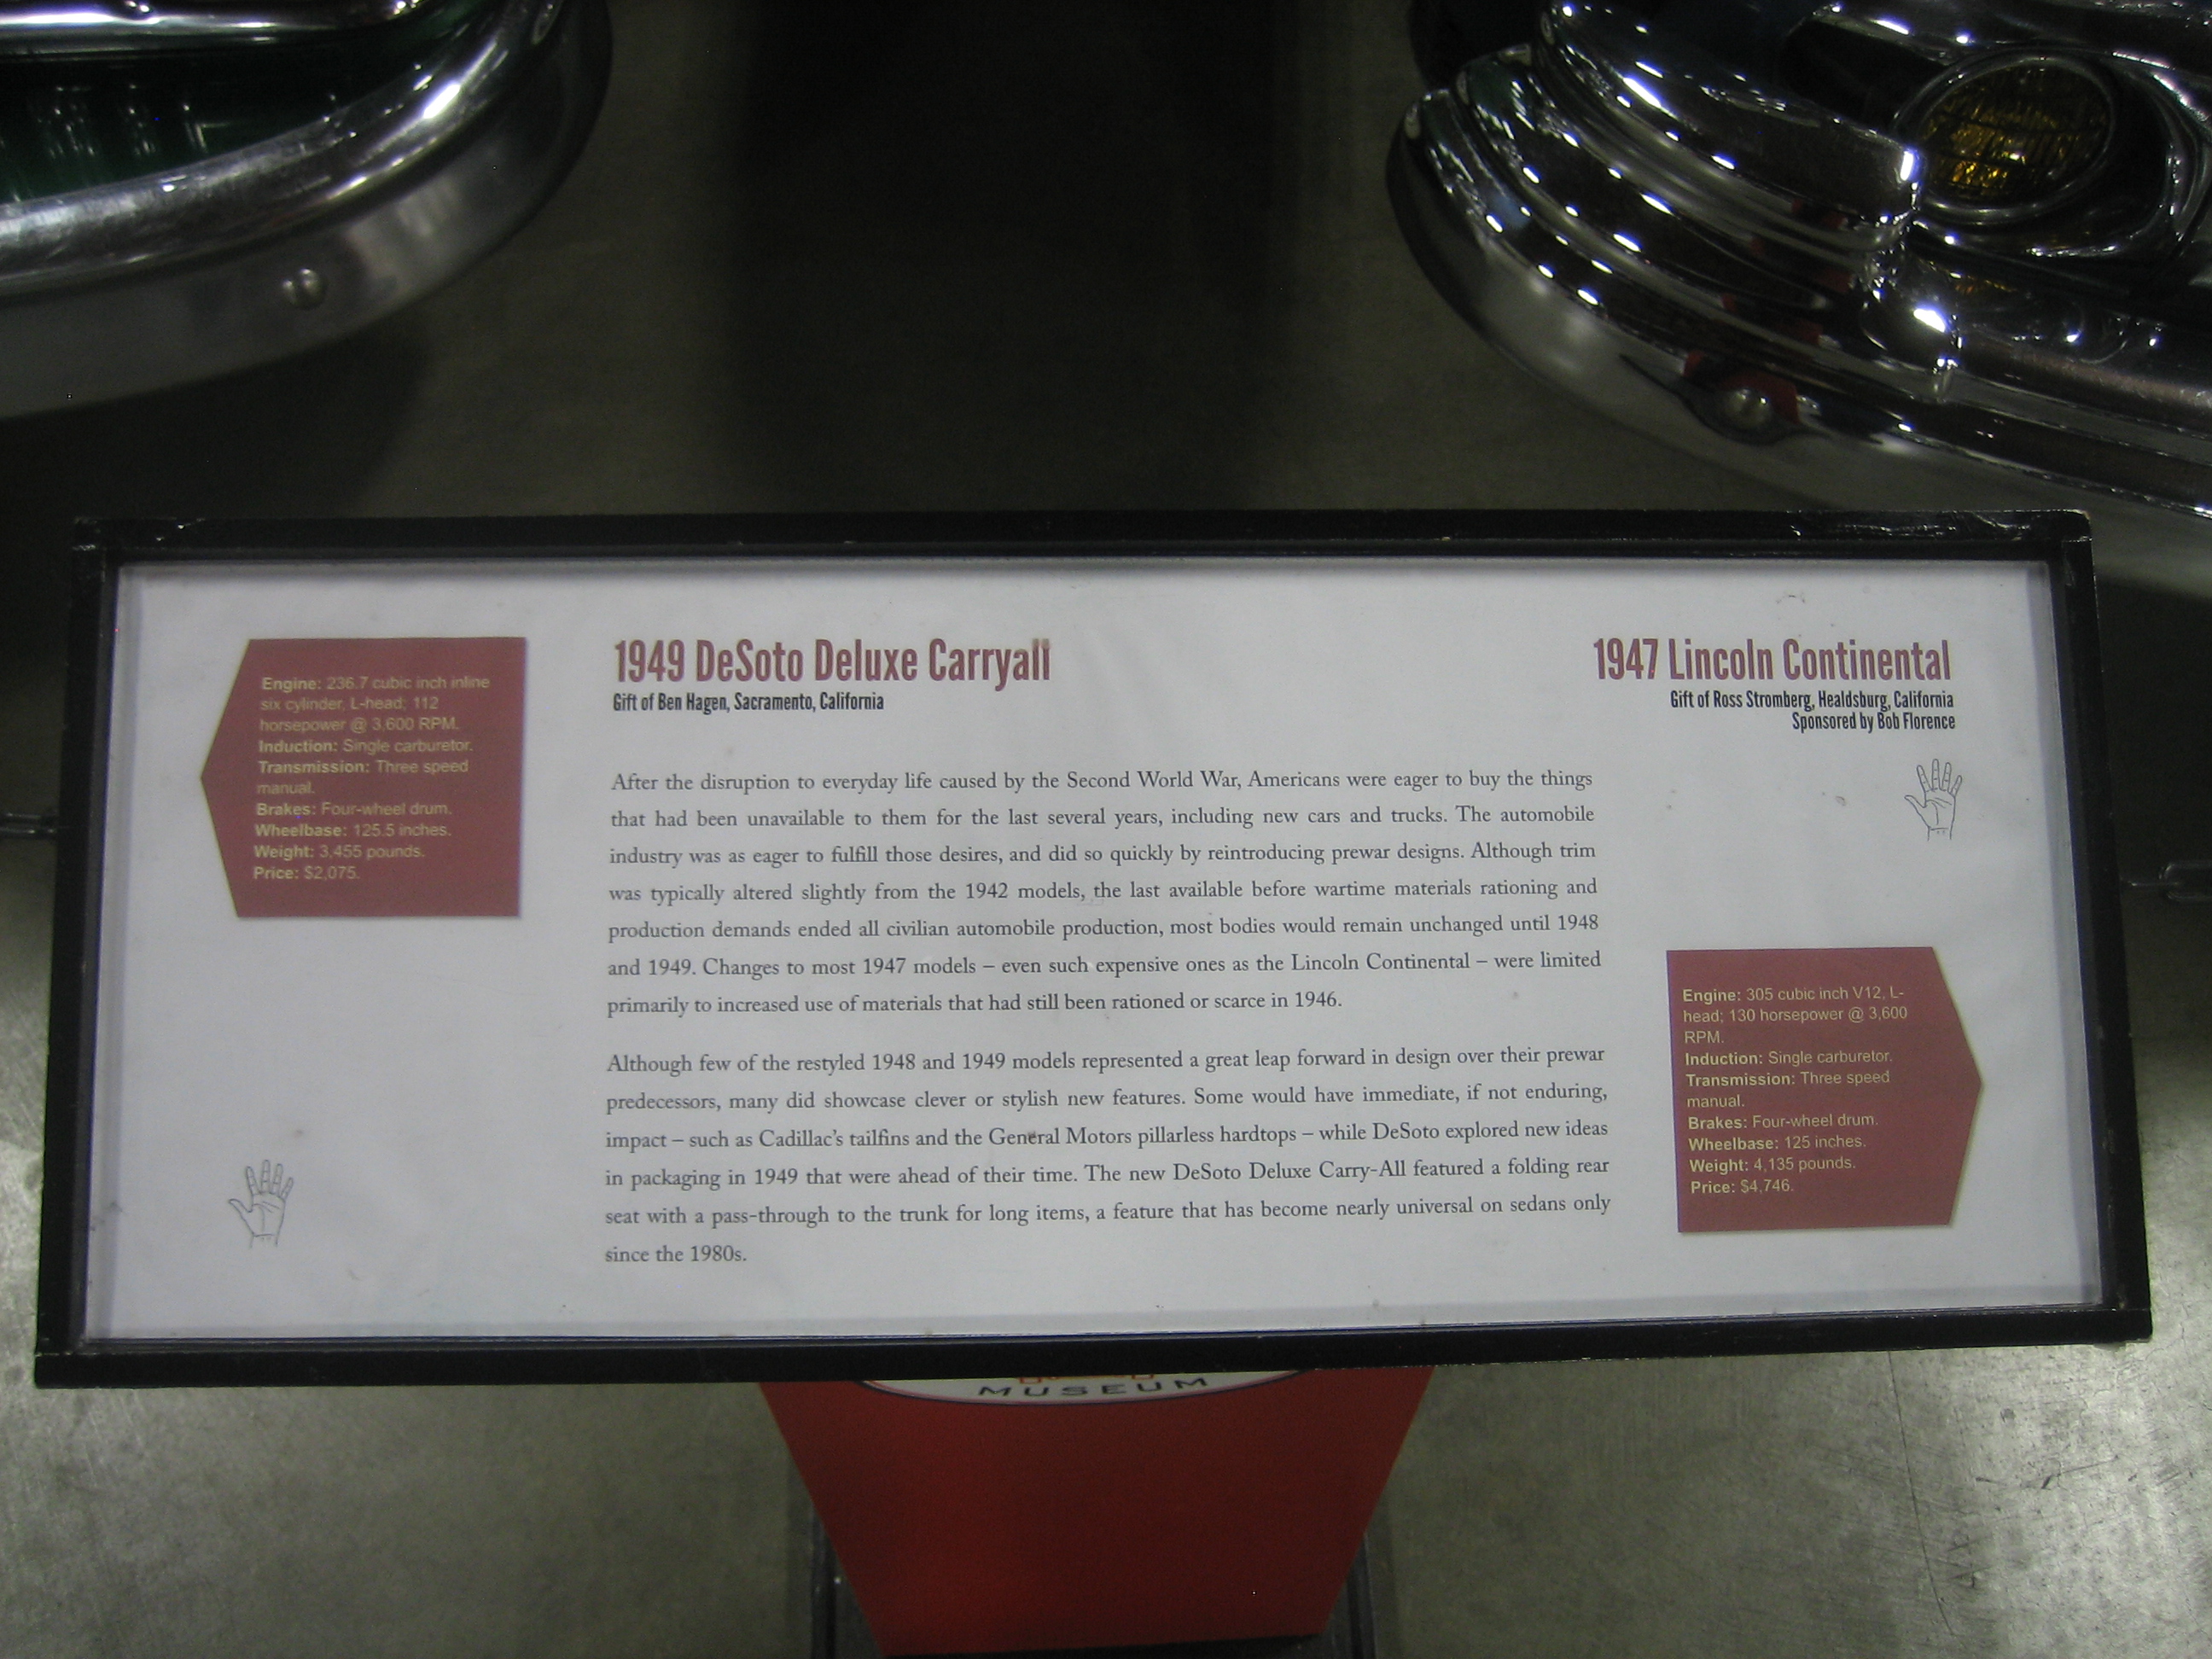 1949 DeSoto Deluxe Carryall
Gift of Ben Hagen, Sacramento, California
Engine: 236.7 cubic inch inline
six cylinder, L-head; 112
horsepower @ 3,600 RPM.
Induction: Single carburetor.
Transmission: Three speed
manual.
Brakes: Four-wheel drum.
Wheelbase: 125.5 inches.
Weight: 3,455 pounds.
Price: $2,075.
1947 Lincoln Continental
Gift of Ross Stromberg, Healdsburg, California
Sponsored by Bob Florence
After the disruption to everyday life caused by the Second World War, Americans were eager to buy the things
that had been unavailable to them for the last several years, including new cars and trucks. The automobile
industry was as eager to fulfill those desires, and did so quickly by reintroducing prewar designs. Although trim
was typically altered slightly from the 1942 models, the last available before wartime materials rationing and
production demands ended all civilian automobile production, most bodies would remain unchanged until 1948
and 1949. Changes to most 1947 models – even such expensive ones as the Lincoln Continental – were limited
primarily to increased use of materials that had still been rationed or scarce in 1946.
Although few of the restyled 1948 and 1949 models represented a great leap forward in design over their prewar
predecessors, many did showcase clever or stylish new features. Some would have immediate, if not enduring,
impact – such as Cadillac's tailfins and the General Motors pillarless hardtops – while DeSoto explored new ideas
in packaging in 1949 that were ahead of their time. The new DeSoto Deluxe Carry-All featured a folding rear
seat with a pass-through to the trunk for long items, a feature that has become nearly universal on sedans only
since the 1980s.
Engine: 305 cubic inch V12, L-
head; 130 horsepower @ 3,600
RPM.
Induction: Single carburetor.
Transmission: Three speed
manual.
Brakes: Four-wheel drum.
Wheelbase: 125 inches.
Weight: 4,135 pounds.
Price: $4,746.
MUSEUM